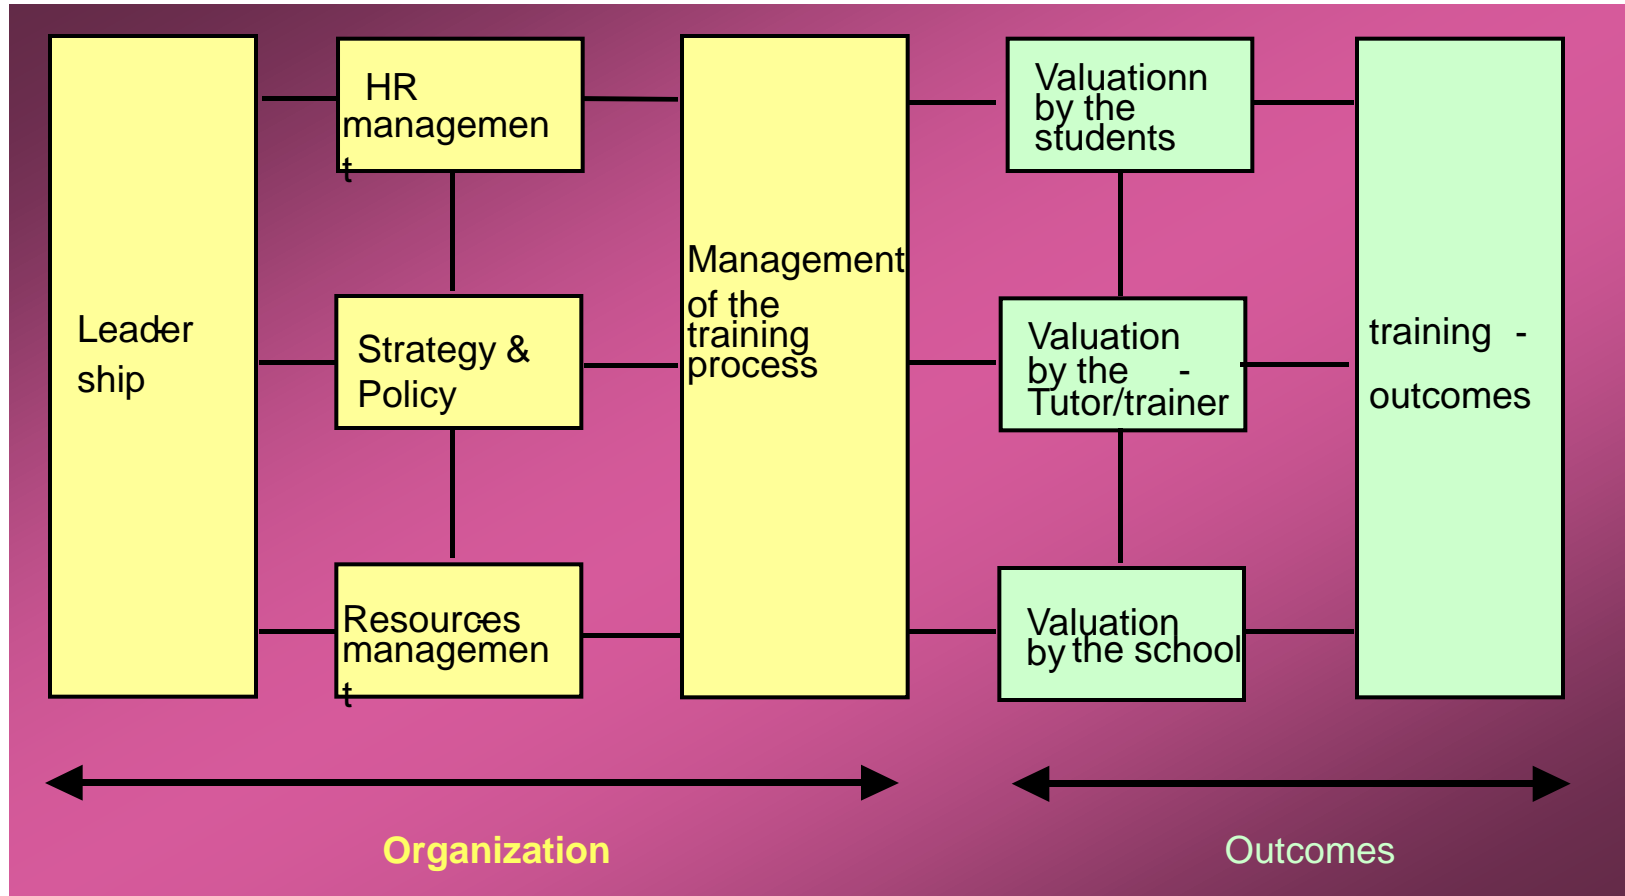 Leader-
ship
HR
managemen
t
Strategy &
Policy
Resources-
managemen
t
Management
of the
training
process
Valuationn
by the
students
Valuation
by the -
Tutor/trainer
Valuation
by the school
training -
outcomes
Organization
Outcomes